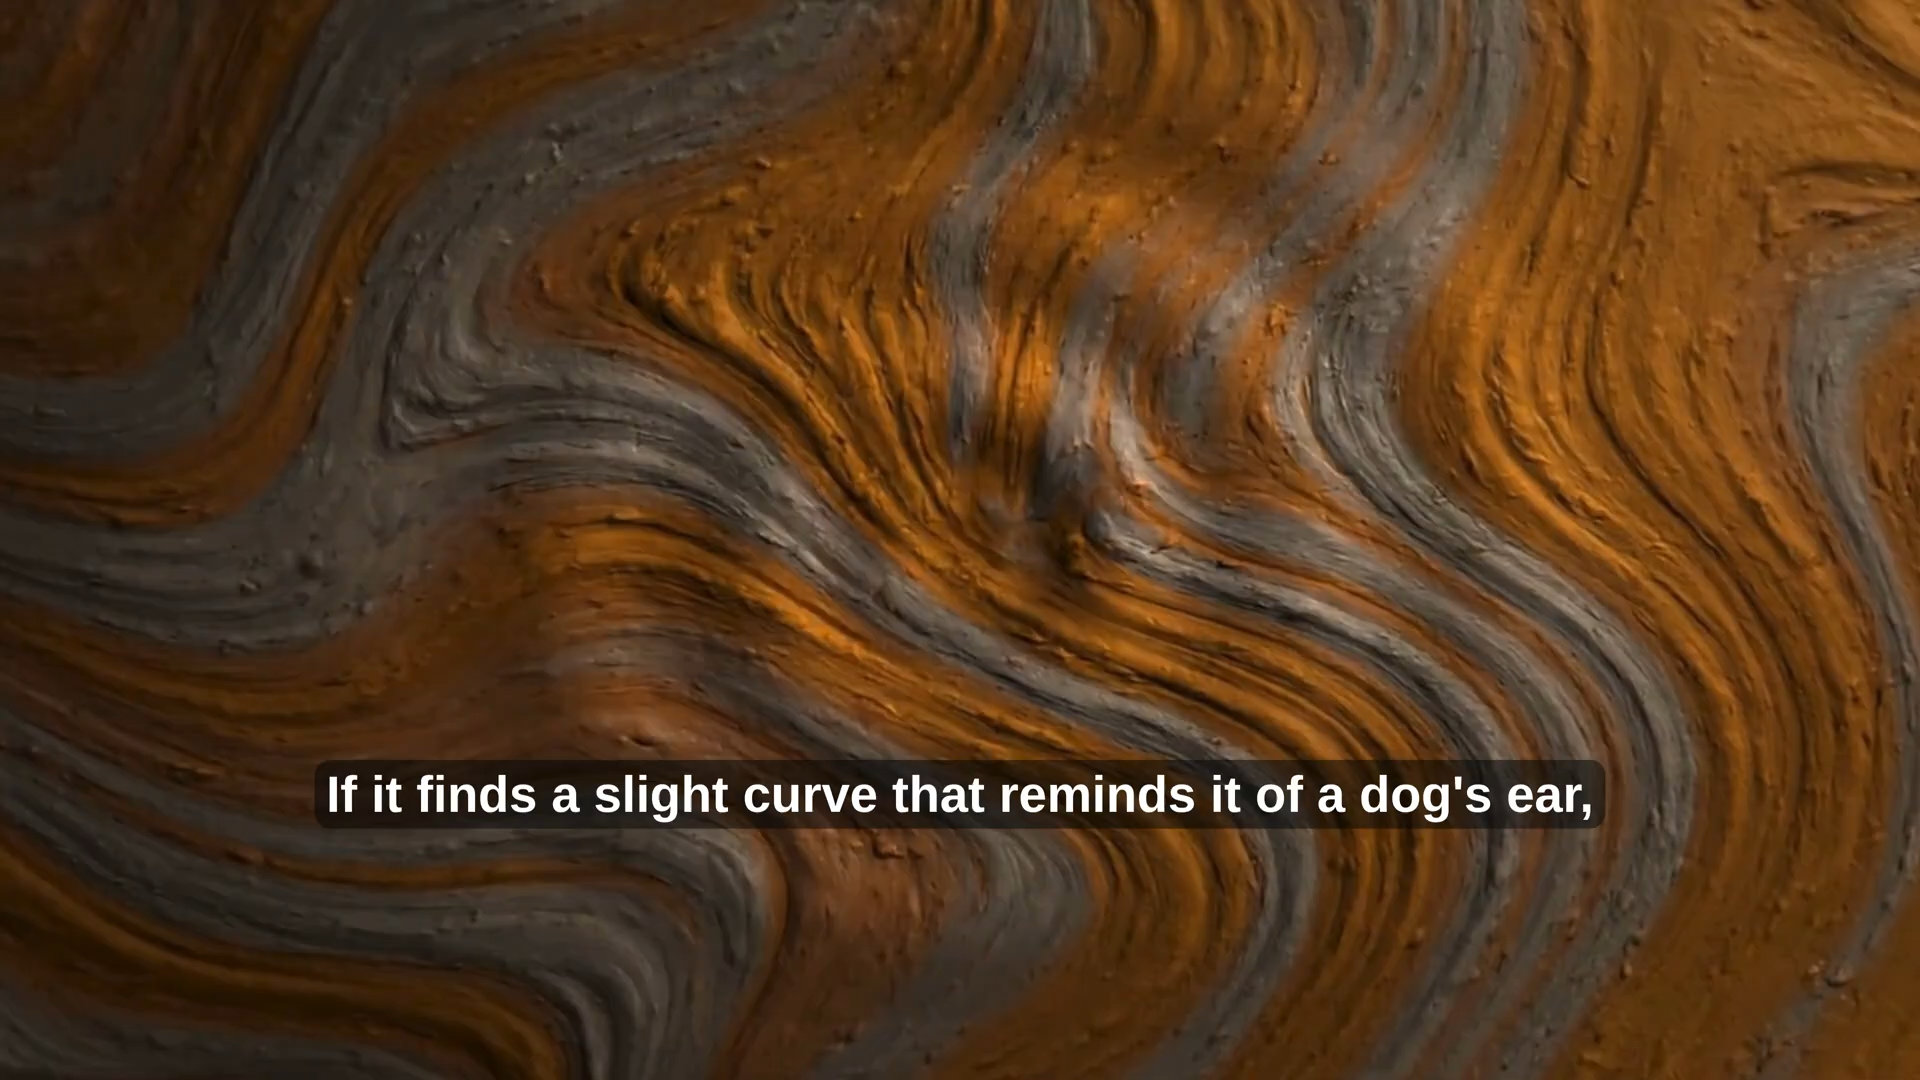 If it finds a slight curve that reminds it of a dog's ear,